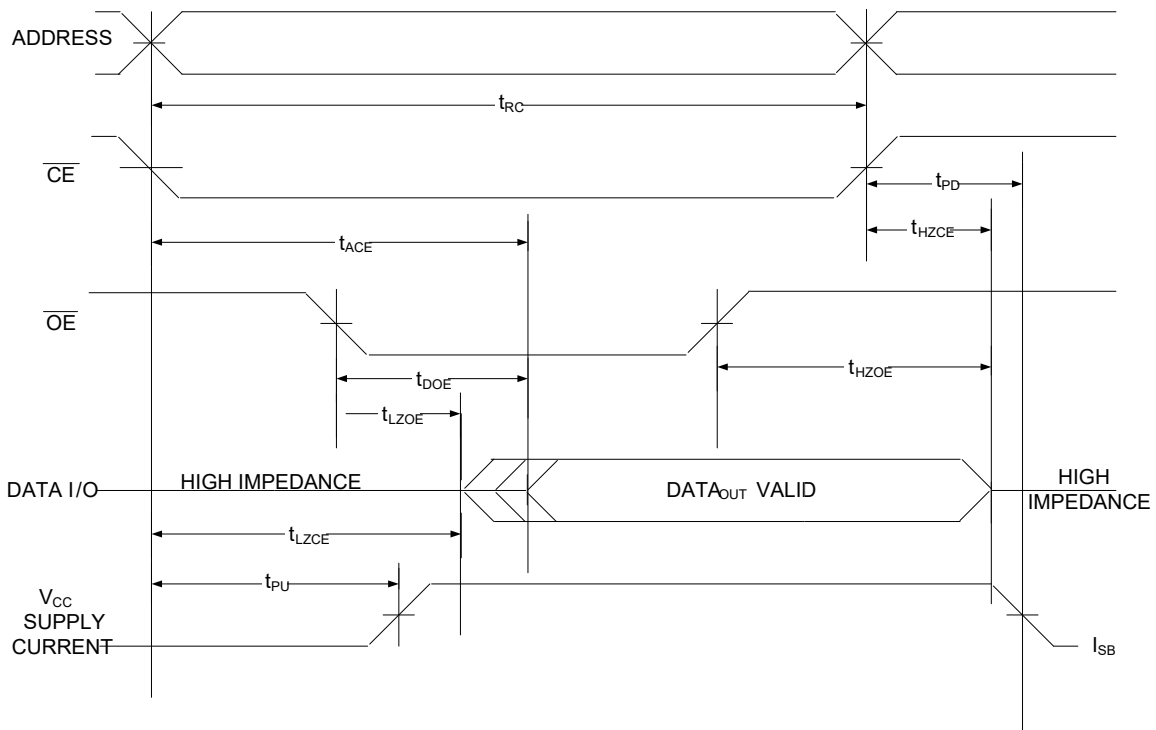 ADDRESS
tRC
CE
tPD
tHZCE
tACE
OE
tDOE
tHZOE
tLZOE
DATA I/O
HIGH IMPEDANCE
DATAOUT VALID
HIGH
IMPEDANCE
tLZCE
tPU
VCC
SUPPLY
CURRENT
ISB